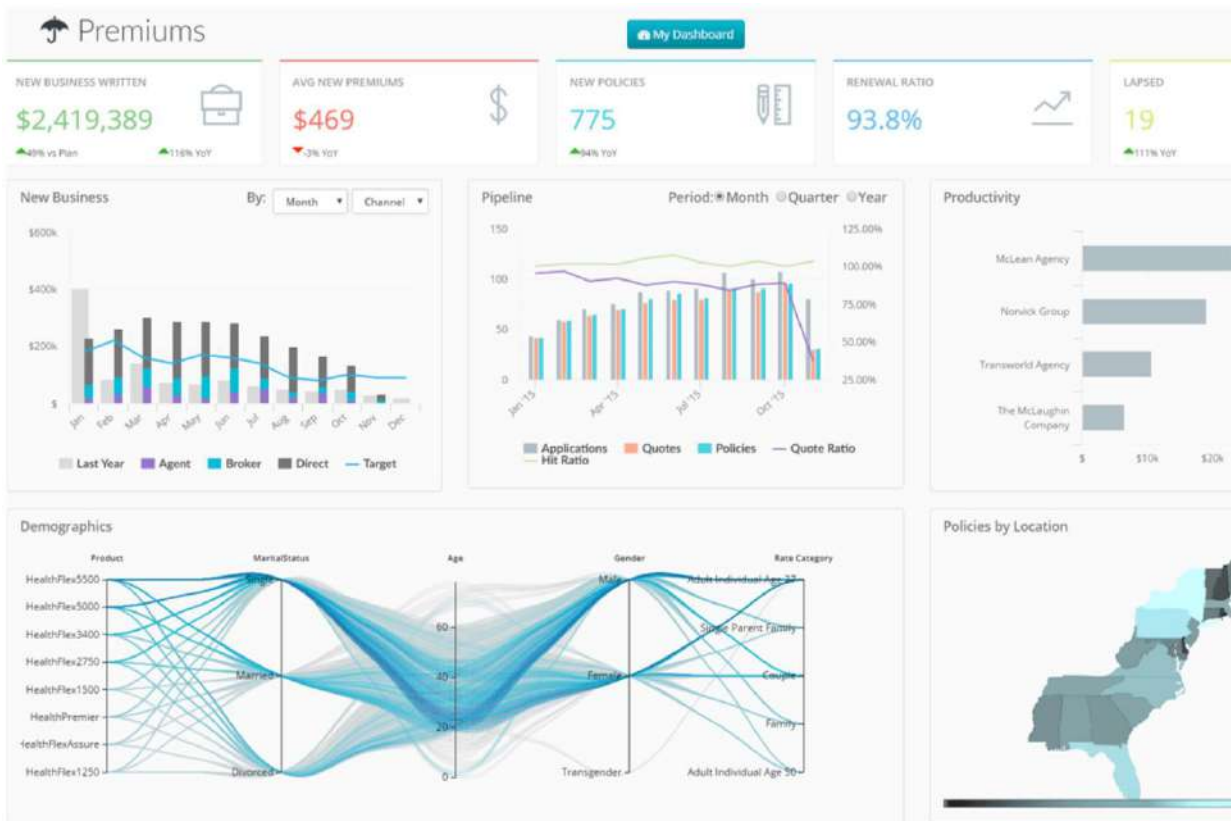 Premiums
My Dashboard
NEW BUSINESS WRITTEN
$2,419,389
49% vs Plan
116% YoY
AVG NEW PREMIUMS
$469
-3% YoY
NEW POLICIES
775
94% YoY
RENEWAL RATIO
93.8%
LAPSED
19
111% YoY
New Business
By:
Month
Channel
$600k
$400k
$200k
$
Jan Feb Mar Apr May Jun Jul Aug Sep Oct Nov Dec
Last Year Agent Broker Direct Target
Pipeline
Period: Month Quarter Year
150
100
50
0
125.00%
100.00%
75.00%
50.00%
25.00%
Jan '15 Apr '15 Jul '15 Oct '15
Applications Quotes Policies Quote Ratio
Hit Ratio
Productivity
McLean Agency
Norvick Group
Transworld Agency
The McLaughin
Company
$ $10k $20k
Demographics
Product MaritalStatus Age Gender Rate Category
HealthFlex5500
HealthFlex5000
HealthFlex3400
HealthFlex2750
HealthFlex1500
HealthPremier
HealthFlexAssure
HealthFlex1250
Single
Married
Divorced
60
40
20
0
Male
Female
Transgender
Adult Individual Age 27
Single Parent Family
Couple
Family
Adult Individual Age 50
Policies by Location